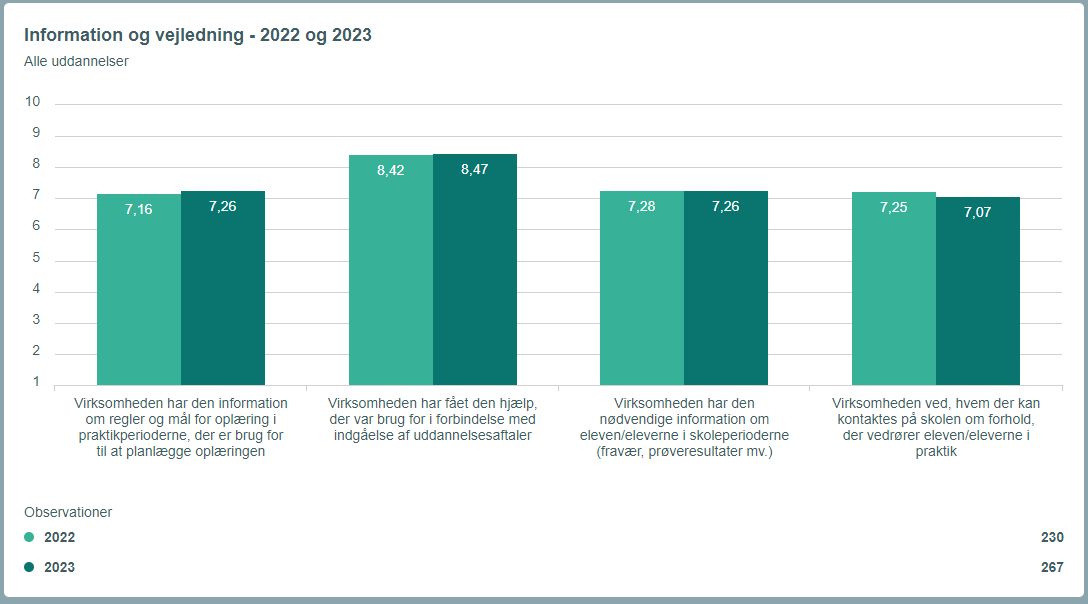 Information og vejledning - 2022 og 2023
Alle uddannelser
10
9
8
7
6
5
4
3
2
1
7,16
7,26
8,42
8,47
7,28
7,26
7,25
7,07
Virksomheden har den information
om regler og mål for oplæring i
praktikperioderne, der er brug for
til at planlægge oplæringen
Virksomheden har fået den hjælp,
der var brug for i forbindelse med
indgåelse af uddannelsesaftaler
Virksomheden har den
nødvendige information om
eleven/eleverne i skoleperioderne
(fravær, prøveresultater mv.)
Virksomheden ved, hvem der kan
kontaktes på skolen om forhold,
der vedrører eleven/eleverne i
praktik
Observationer
2022 230
2023 267